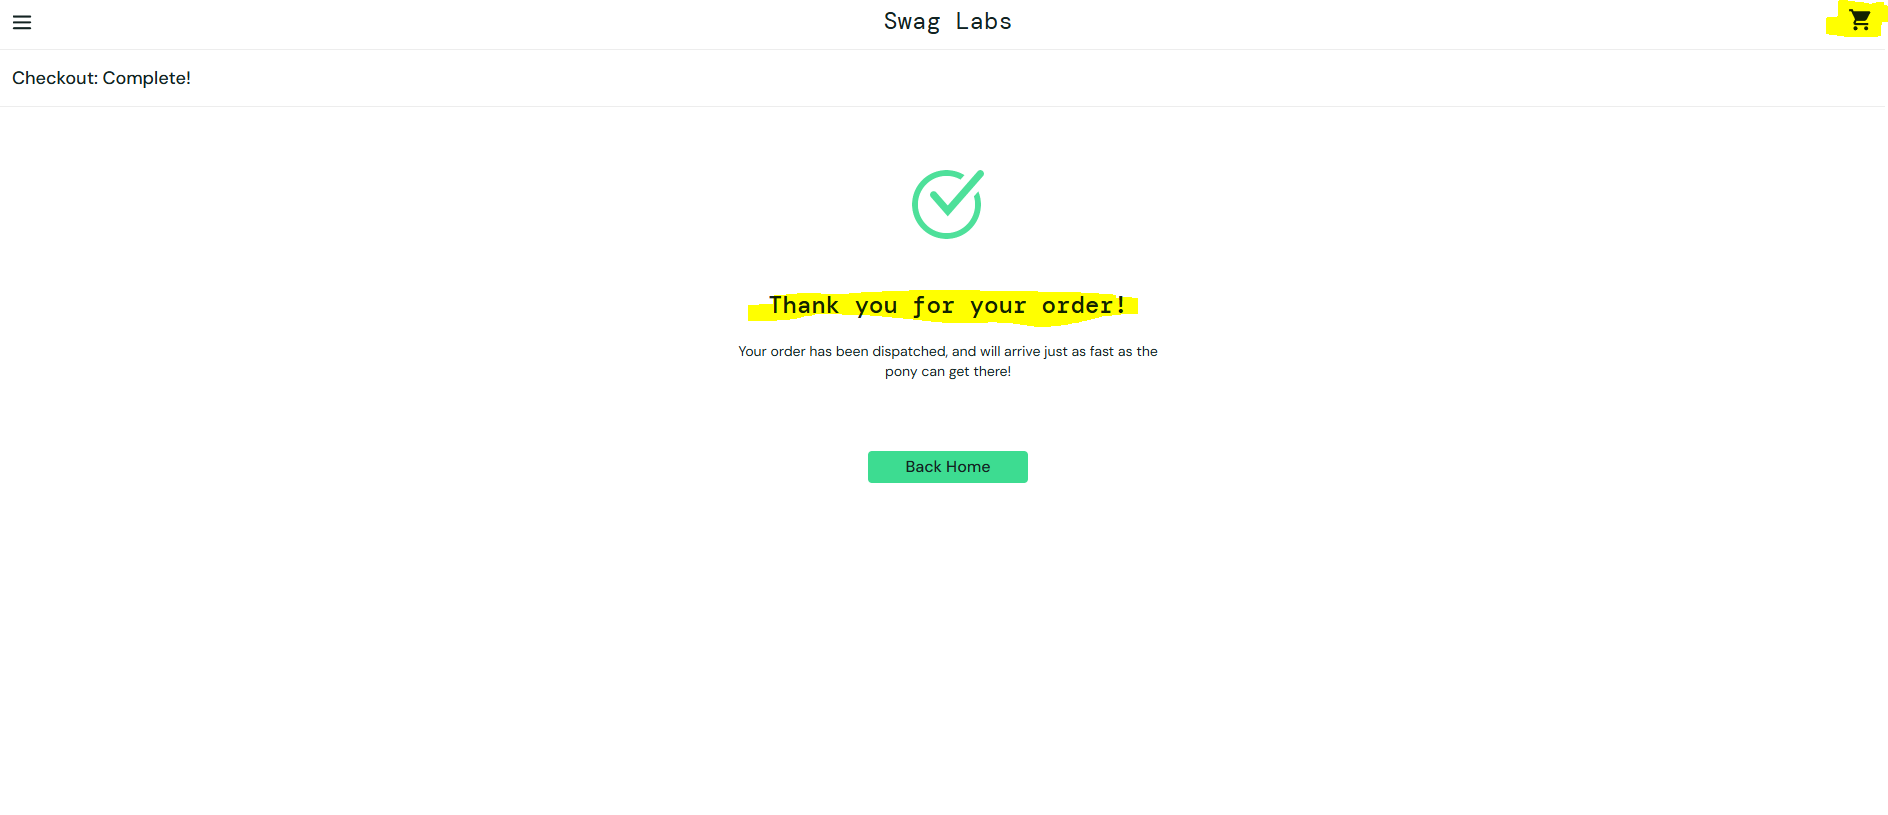 Swag Labs
Checkout: Complete!
Thank you for your order!
Your order has been dispatched, and will arrive just as fast as the
pony can get there!
Back Home